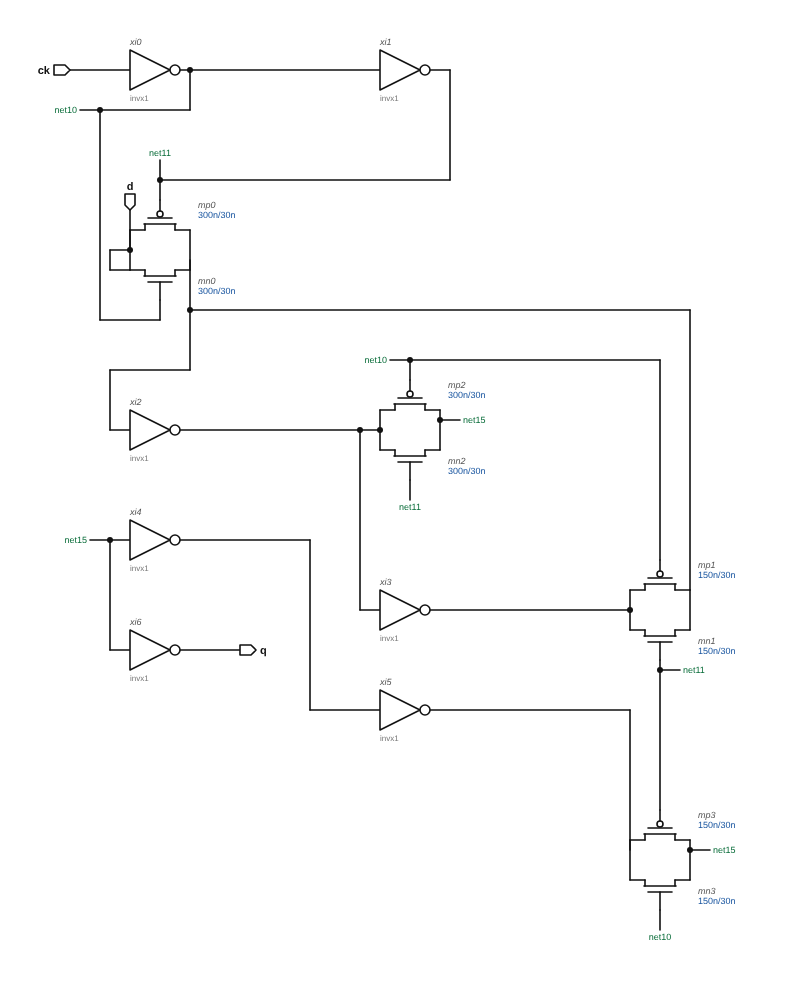 xi0
xi1
ck
invx1
invx1
net10
net11
d
mp0
300n/30n
mn0
300n/30n
net10
mp2
300n/30n
xi2
net15
invx1
mn2
300n/30n
net11
xi4
net15
invx1
mp1
150n/30n
xi3
xi6
invx1
mn1
150n/30n
q
net11
invx1
xi5
invx1
mp3
150n/30n
net15
mn3
150n/30n
net10